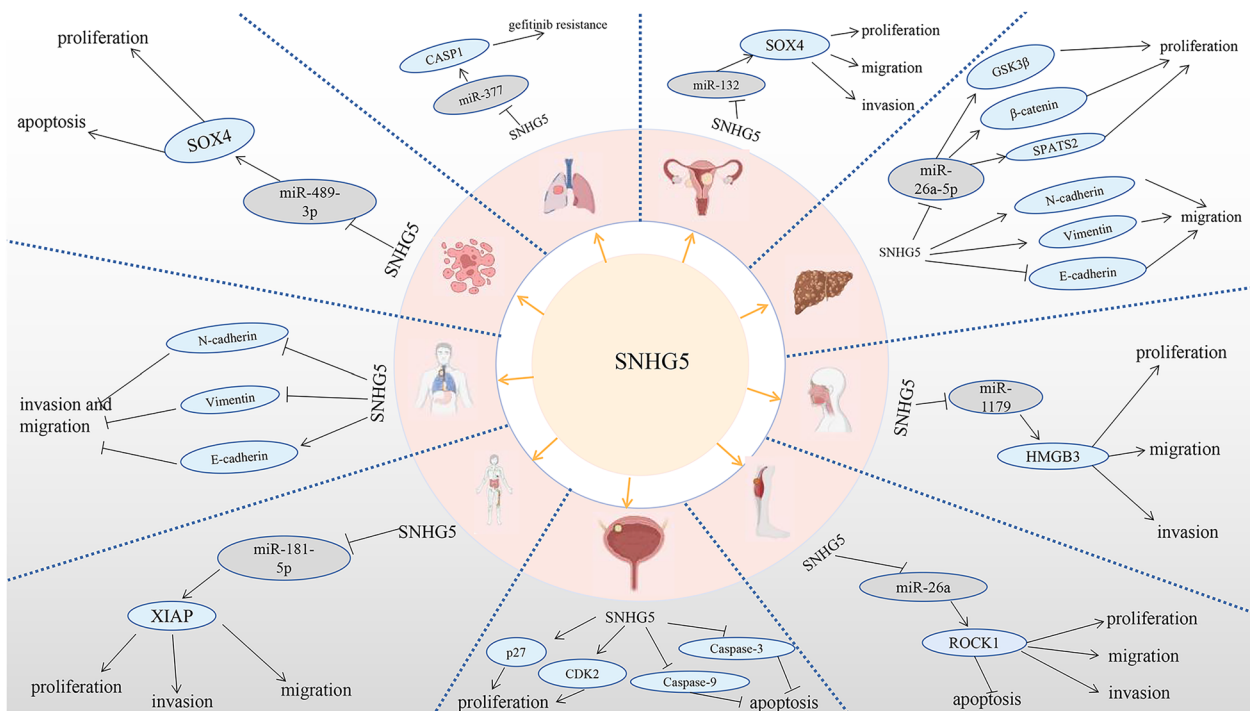 proliferation
apoptosis
SOX4
miR-489-
3p
SNHG5
gefitinib resistance
CASP1
miR-377
SNHG5
SOX4
miR-132
SNHG5
proliferation
migration
invasion
GSK3β
β-catenin
SPATS2
miR-
26a-5p
proliferation
N-cadherin
Vimentin
E-cadherin
SNHG5
migration
SNHG5
N-cadherin
Vimentin
E-cadherin
SNHG5
invasion and
migration
SNHG5
miR-
1179
HMGB3
proliferation
migration
invasion
SNHG5
miR-181-
5p
XIAP
proliferation
invasion
migration
SNHG5
p27
CDK2
Caspase-9
Caspase-3
proliferation
apoptosis
SNHG5
miR-26a
ROCK1
proliferation
migration
invasion
apoptosis